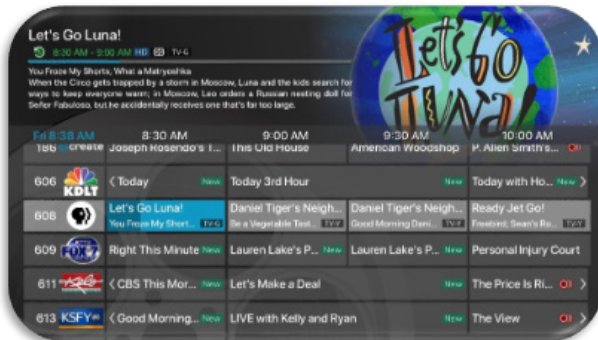 Let's Go Luna!
8:30 AM - 9:00 AM HD CC TV-G
You Froze My Shorts, What a Matryoshka
When the Circo gets trapped by a storm in Moscow, Luna and the kids search for
ways to keep everyone warm; in Moscow, Leo orders a Russian nesting doll for
Señor Fabuloso, but he accidentally receives one that's far too large.
Let's Go
Luna!
Fri 8:38 AM 8:30 AM 9:00 AM 9:30 AM 10:00 AM
186 create Joseph Rosendo's T... This Old House American Woodshop P. Allen Smith's...
606 KDLT Today New Today 3rd Hour New Today with Ho... New
608 Let's Go Luna! Daniel Tiger's Neigh... Daniel Tiger's Neigh... Ready Jet Go!
You Froze My Short... TV-G Be a Vegetable Tast... TV-Y Good Morning Dani... TV-Y Freebird; Sean's Ro... TV-Y
609 FOX Right This Minute New Lauren Lake's P... New Lauren Lake's P... New Personal Injury Court
611 CBS This Mor... New Let's Make a Deal New The Price Is Ri...
613 KSFY Good Morning... New LIVE with Kelly and Ryan New The View